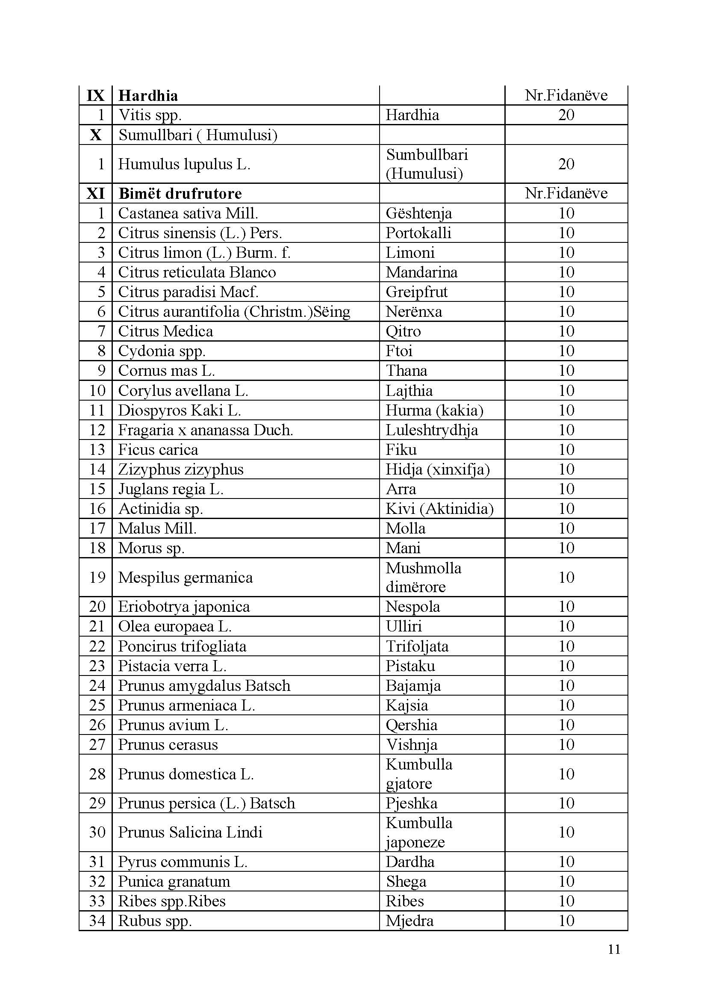 IX Hardhia Nr.Fidanëve
1 Vitis spp. Hardhia 20
X Sumullbari ( Humulusi)
1 Humulus lupulus L. Sumbullbari (Humulusi) 20
XI Bimët drufrutore Nr.Fidanëve
1 Castanea sativa Mill. Gështenja 10
2 Citrus sinensis (L.) Pers. Portokalli 10
3 Citrus limon (L.) Burm. f. Limoni 10
4 Citrus reticulata Blanco Mandarina 10
5 Citrus paradisi Macf. Greipfrut 10
6 Citrus aurantifolia (Christm.)Sëing Nerënxa 10
7 Citrus Medica Qitro 10
8 Cydonia spp. Ftoi 10
9 Cornus mas L. Thana 10
10 Corylus avellana L. Lajthia 10
11 Diospyros Kaki L. Hurma (kakia) 10
12 Fragaria x ananassa Duch. Luleshtrydhja 10
13 Ficus carica Fiku 10
14 Zizyphus zizyphus Hidja (xinxifja) 10
15 Juglans regia L. Arra 10
16 Actinidia sp. Kivi (Aktinidia) 10
17 Malus Mill. Molla 10
18 Morus sp. Mani 10
19 Mespilus germanica Mushmolla dimërore 10
20 Eriobotrya japonica Nespola 10
21 Olea europaea L. Ulliri 10
22 Poncirus trifogliata Trifoljata 10
23 Pistacia verra L. Pistaku 10
24 Prunus amygdalus Batsch Bajamja 10
25 Prunus armeniaca L. Kajsia 10
26 Prunus avium L. Qershia 10
27 Prunus cerasus Vishnja 10
28 Prunus domestica L. Kumbulla gjatore 10
29 Prunus persica (L.) Batsch Pjeshka 10
30 Prunus Salicina Lindi Kumbulla japoneze 10
31 Pyrus communis L. Dardha 10
32 Punica granatum Shega 10
33 Ribes spp.Ribes Ribes 10
34 Rubus spp. Mjedra 10
11